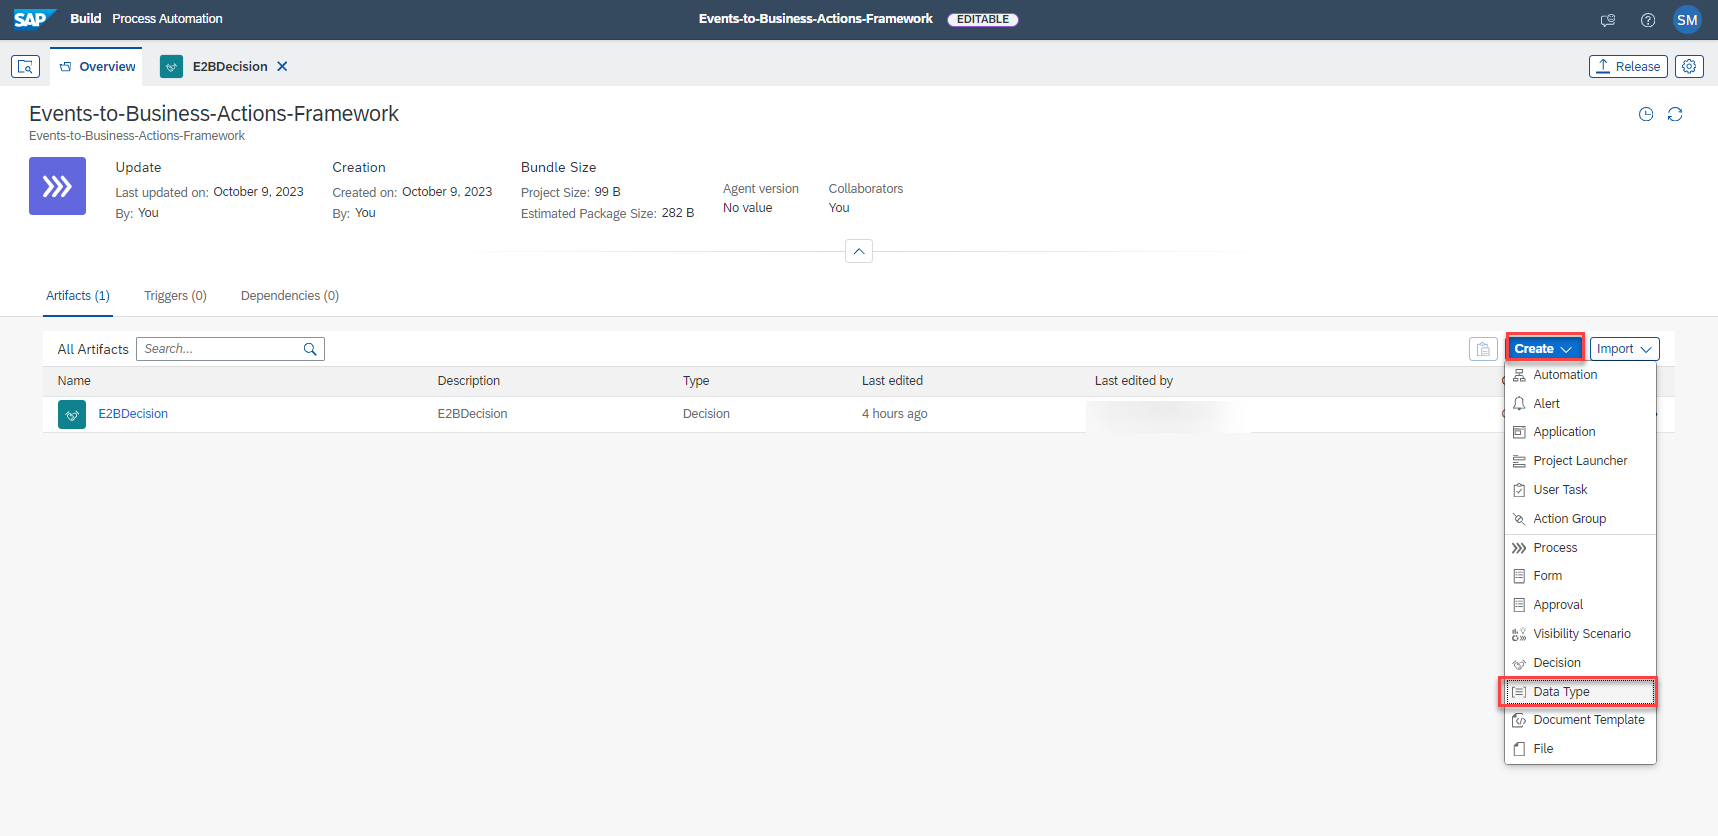 SAP Build Process Automation Events-to-Business-Actions-Framework EDITABLE SM
Overview E2BDecision Release
Events-to-Business-Actions-Framework
Events-to-Business-Actions-Framework
Update Creation Bundle Size
Last updated on: October 9, 2023 Created on: October 9, 2023 Project Size: 99 B Agent version Collaborators
By: You By: You Estimated Package Size: 282 B No value You
Artifacts (1) Triggers (0) Dependencies (0)
All Artifacts Search... Create Import
Name Description Type Last edited Last edited by
E2BDecision E2BDecision Decision 4 hours ago
Automation
Alert
Application
Project Launcher
User Task
Action Group
Process
Form
Approval
Visibility Scenario
Decision
Data Type
Document Template
File